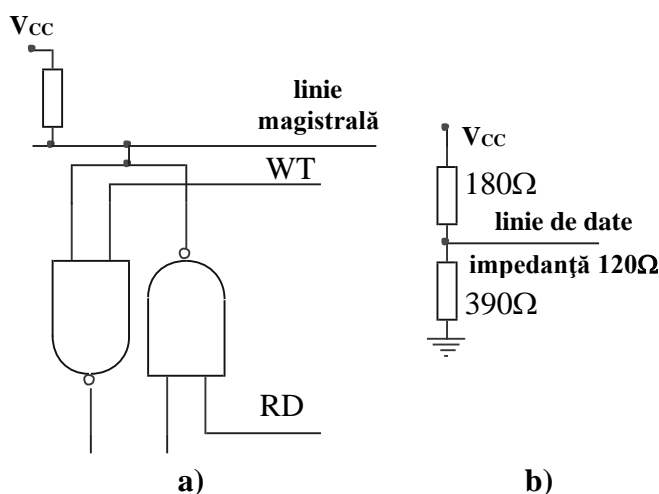 VCC
linie
magistrală
WT
RD
a)
VCC
180Ω
linie de date
impedanţă 120Ω
390Ω
b)